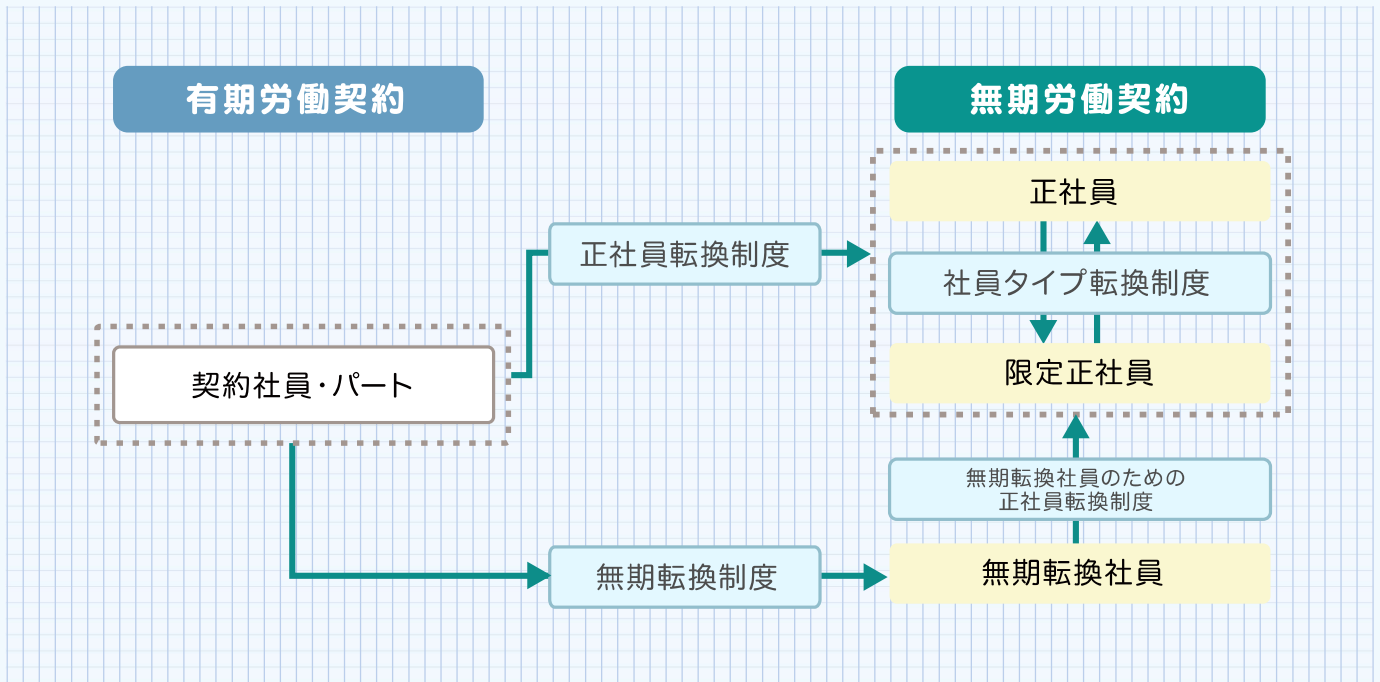 有期労働契約
無期労働契約
正社員
正社員転換制度
社員タイプ転換制度
契約社員・パート
限定正社員
無期転換社員のための
正社員転換制度
無期転換制度
無期転換社員